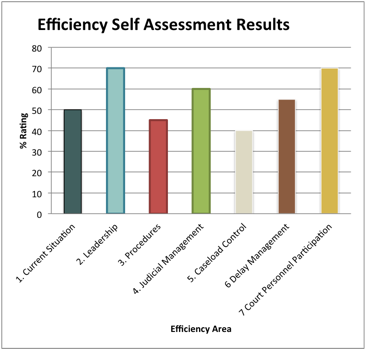 Efficiency Self Assessment Results
% Rating
80
70
60
50
40
30
20
10
0
1. Current Situation
2. Leadership
3. Procedures
4. Judicial Management
5. Caseload Control
6 Delay Management
7 Court Personnel Participation
Efficiency Area